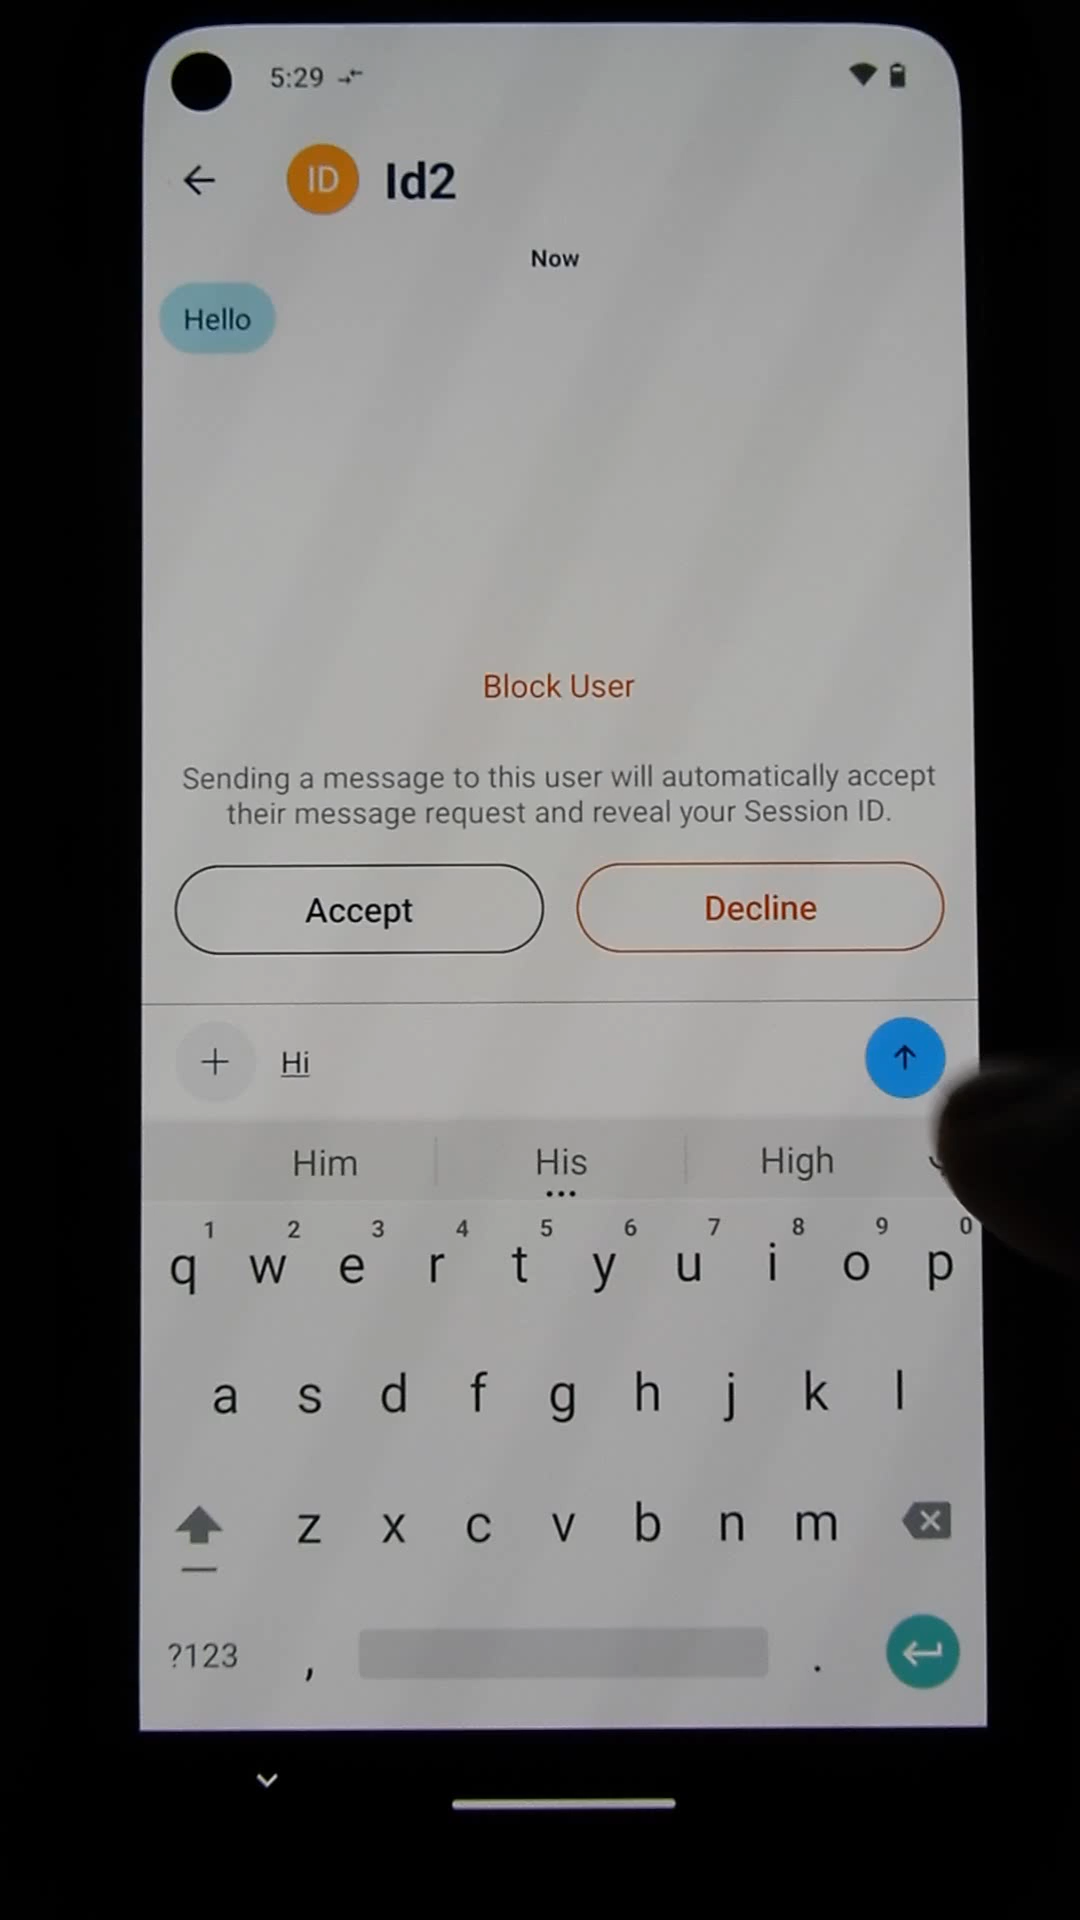 5:29
ID Id2
Now
Hello
Block User
Sending a message to this user will automatically accept
their message request and reveal your Session ID.
Accept Decline
Hi
Him His High
1 2 3 4 5 6 7 8 9 0
q w e r t y u i o p
a s d f g h j k l
z x c v b n m
?123 , .